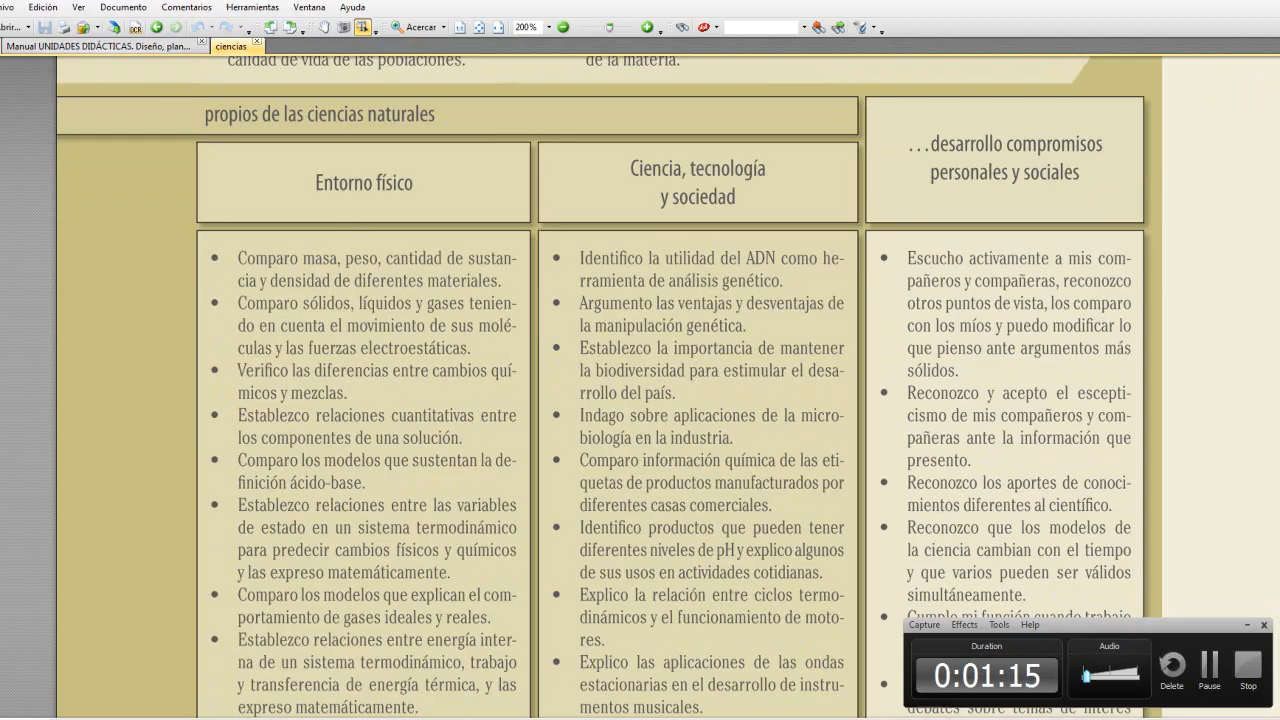 Edición Ver Documento Comentarios Herramientas Ventana Ayuda
Acercar 200%
Manual UNIDADES DIDÁCTICAS. Diseño, plan...
ciencias
calidad de vida de las poblaciones.
de la materia.
propios de las ciencias naturales
Entorno físico
Comparo masa, peso, cantidad de sustan-
cia y densidad de diferentes materiales.
Comparo sólidos, líquidos y gases tenien-
do en cuenta el movimiento de sus molé-
culas y las fuerzas electroestáticas.
Verifico las diferencias entre cambios quí-
micos y mezclas.
Establezco relaciones cuantitativas entre
los componentes de una solución.
Comparo los modelos que sustentan la de-
finición ácido-base.
Establezco relaciones entre las variables
de estado en un sistema termodinámico
para predecir cambios físicos y químicos
y las expreso matemáticamente.
Comparo los modelos que explican el com-
portamiento de gases ideales y reales.
Establezco relaciones entre energía inter-
na de un sistema termodinámico, trabajo
y transferencia de energía térmica, y las
expreso matemáticamente.
Ciencia, tecnología
y sociedad
Identifico la utilidad del ADN como he-
rramienta de análisis genético.
Argumento las ventajas y desventajas de
la manipulación genética.
Establezco la importancia de mantener
la biodiversidad para estimular el desa-
rrollo del país.
Indago sobre aplicaciones de la micro-
biología en la industria.
Comparo información química de las eti-
quetas de productos manufacturados por
diferentes casas comerciales.
Identifico productos que pueden tener
diferentes niveles de pH y explico algunos
de sus usos en actividades cotidianas.
Explico la relación entre ciclos termo-
dinámicos y el funcionamiento de moto-
res.
Explico las aplicaciones de las ondas
estacionarias en el desarrollo de instru-
mentos musicales.
...desarrollo compromisos
personales y sociales
Escucho activamente a mis com-
pañeros y compañeras, reconozco
otros puntos de vista, los comparo
con los míos y puedo modificar lo
que pienso ante argumentos más
sólidos.
Reconozco y acepto el escepti-
cismo de mis compañeros y com-
pañeras ante la información que
presento.
Reconozco los aportes de conoci-
mientos diferentes al científico.
Reconozco que los modelos de
la ciencia cambian con el tiempo
y que varios pueden ser válidos
simultáneamente.
Cumplo mi función cuando trabajo
debates sobre temas de interés
Capture Effects Tools Help
Duration
0:01:15
Audio
Delete Pause Stop